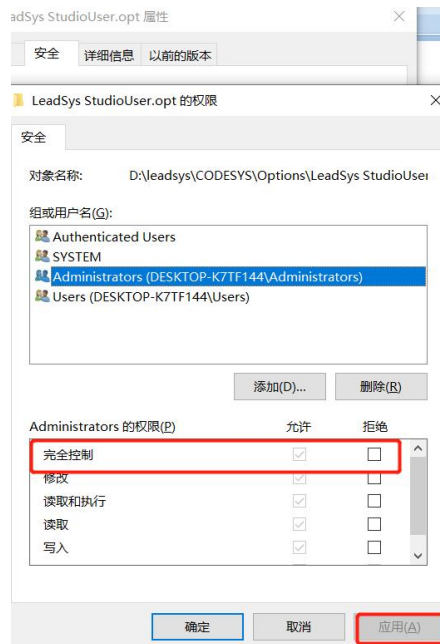 adSys StudioUser.opt 属性
安全 详细信息 以前的版本
LeadSys StudioUser.opt 的权限
安全
对象名称: D:\leadsys\CODESYS\Options\LeadSys StudioUser
组或用户名(G):
Authenticated Users
SYSTEM
Administrators (DESKTOP-K7TF144\Administrators)
Users (DESKTOP-K7TF144\Users)
添加(D)... 删除(R)
Administrators 的权限(P) 允许 拒绝
完全控制
修改
读取和执行
读取
写入
确定 取消 应用(A)